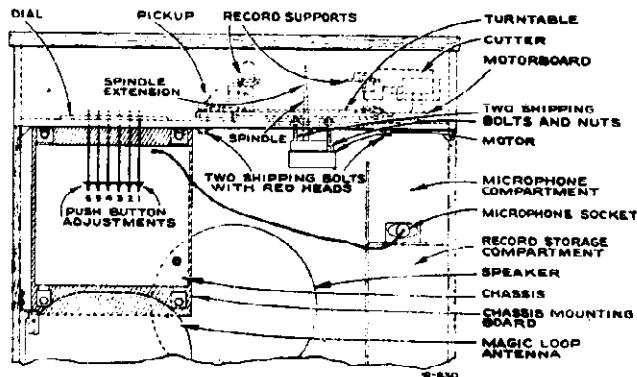 DIAL
PICKUP
RECORD SUPPORTS
TURNTABLE
CUTTER
MOTORBOARD
SPINDLE
EXTENSION
TWO SHIPPING
BOLTS AND NUTS
SPINDLE
MOTOR
TWO SHIPPING BOLTS
WITH RED HEADS
6 5 4 3 2 1
PUSH BUTTON
ADJUSTMENTS
MICROPHONE
COMPARTMENT
MICROPHONE SOCKET
RECORD STORAGE
COMPARTMENT
SPEAKER
CHASSIS
CHASSIS MOUNTING
BOARD
MAGIC LOOP
ANTENNA